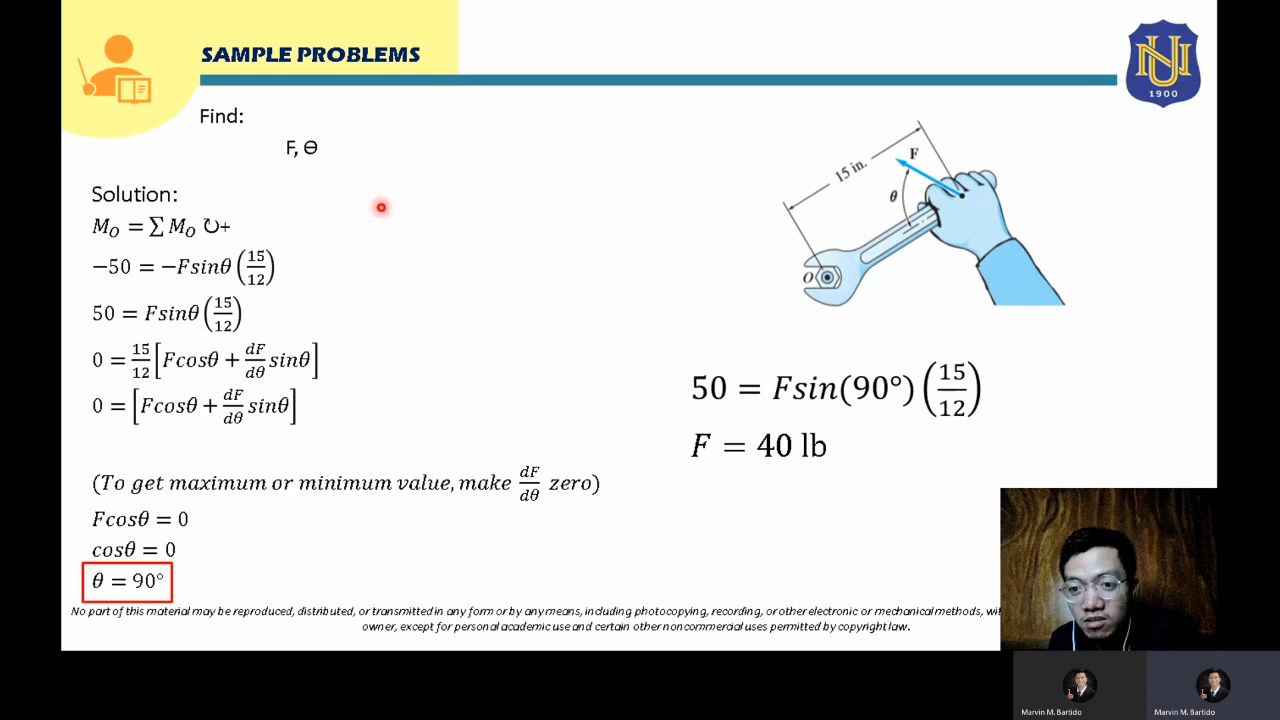 SAMPLE PROBLEMS
NU
1900
Find:
F, Ө
Solution:
M_O = ∑ M_O ↻+
−50 = −Fsinθ (15/12)
50 = Fsinθ (15/12)
0 = 15/12 [Fcosθ + dF/dθ sinθ]
0 = [Fcosθ + dF/dθ sinθ]
(To get maximum or minimum value, make dF/dθ zero)
Fcosθ = 0
cosθ = 0
θ = 90°
15 in.
F
θ
O
50 = Fsin(90°) (15/12)
F = 40 lb
No part of this material may be reproduced, distributed, or transmitted in any form or by any means, including photocopying, recording, or other electronic or mechanical methods,
owner, except for personal academic use and certain other noncommercial uses permitted by copyright law.
Marvin M. Bartido
Marvin M. Bartido